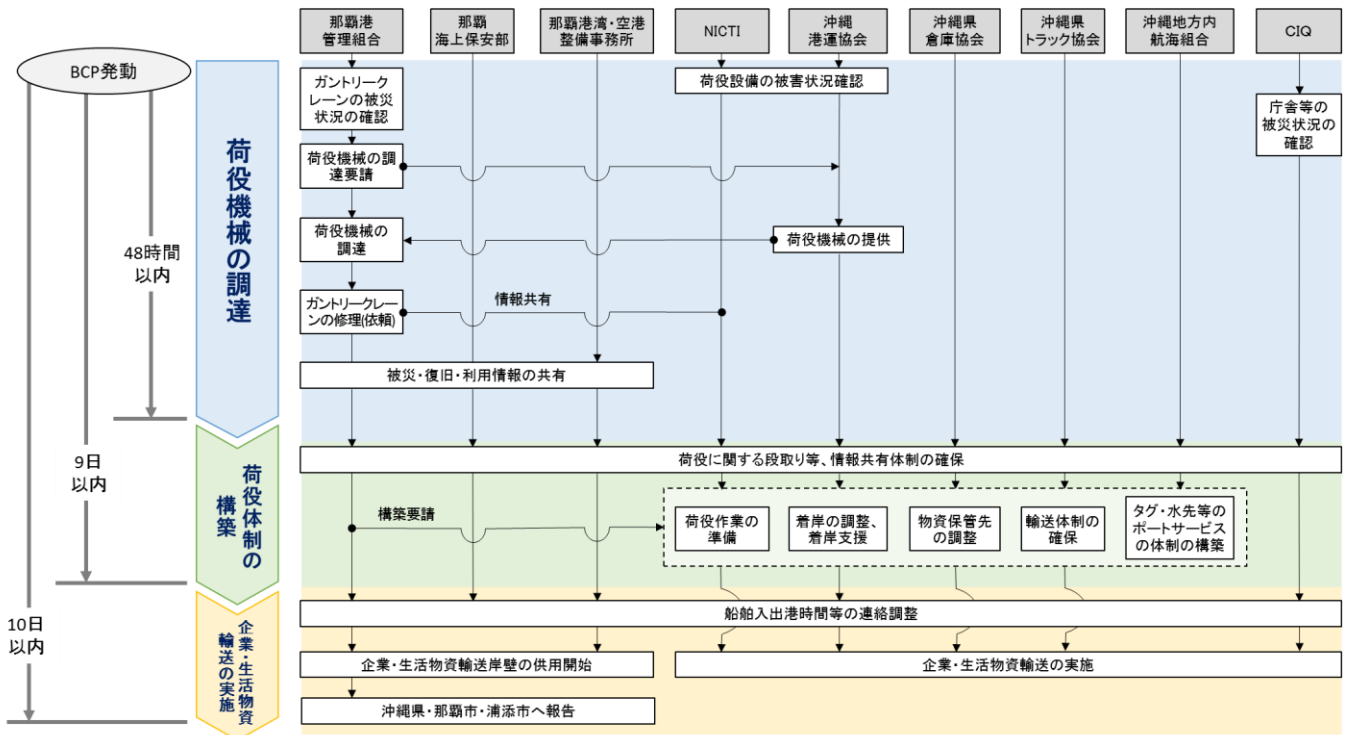 那覇港
管理組合
那覇
海上保安部
那覇港湾・空港
整備事務所
NICTI
沖縄
港運協会
沖縄県
倉庫協会
沖縄県
トラック協会
沖縄地方内
航海組合
CIQ
BCP発動
48時間
以内
9日
以内
10日
以内
荷役機械の調達
荷役体制の
構築
企業・生活物資
輸送の実施
ガントリーク
レーンの被災
状況の確認
荷役設備の被害状況確認
庁舎等の
被災状況の
確認
荷役機械の調
達要請
荷役機械の
調達
荷役機械の提供
ガントリークレー
ンの修理(依頼)
情報共有
被災・復旧・利用情報の共有
荷役に関する段取り等、情報共有体制の確保
構築要請
荷役作業の
準備
着岸の調整、
着岸支援
物資保管先
の調整
輸送体制の
確保
タグ・水先等の
ポートサービス
の体制の構築
船舶入出港時間等の連絡調整
企業・生活物資輸送岸壁の供用開始
企業・生活物資輸送の実施
沖縄県・那覇市・浦添市へ報告